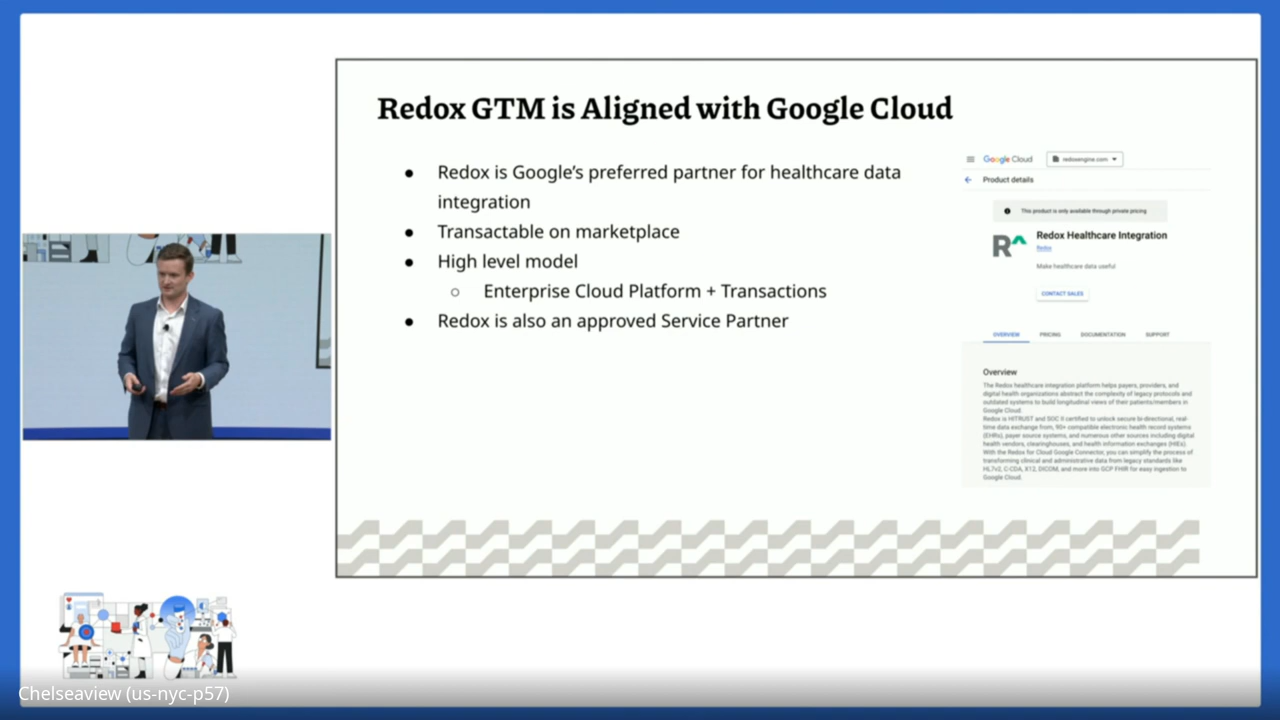 Redox GTM is Aligned with Google Cloud
● Redox is Google's preferred partner for healthcare data
integration
● Transactable on marketplace
● High level model
○ Enterprise Cloud Platform + Transactions
● Redox is also an approved Service Partner
Google Cloud redoxengine.com
Product details
This product is only available through private pricing
R^
Redox Healthcare Integration
Redox
Make healthcare data useful
CONTACT SALES
OVERVIEW PRICING DOCUMENTATION SUPPORT
Overview
The Redox healthcare integration platform helps payers, providers, and
digital health organizations abstract the complexity of legacy protocols and
outdated systems to build longitudinal views of their patients/members in
Google Cloud.
Redox is HITRUST and SOC II certified to unlock secure bi-directional, real-
time data exchange from, 90+ compatible electronic health record systems
(EHRs), payer source systems, and numerous other sources including digital
health vendors, clearinghouses, and health information exchanges (HIEs).
With the Redox for Cloud Google Connector, you can simplify the process of
transforming clinical and administrative data from legacy standards like
HL7v2, C-CDA, X12, DICOM, and more into GCP FHIR for easy ingestion to
Google Cloud.
Chelseaview (us-nyc-p57)